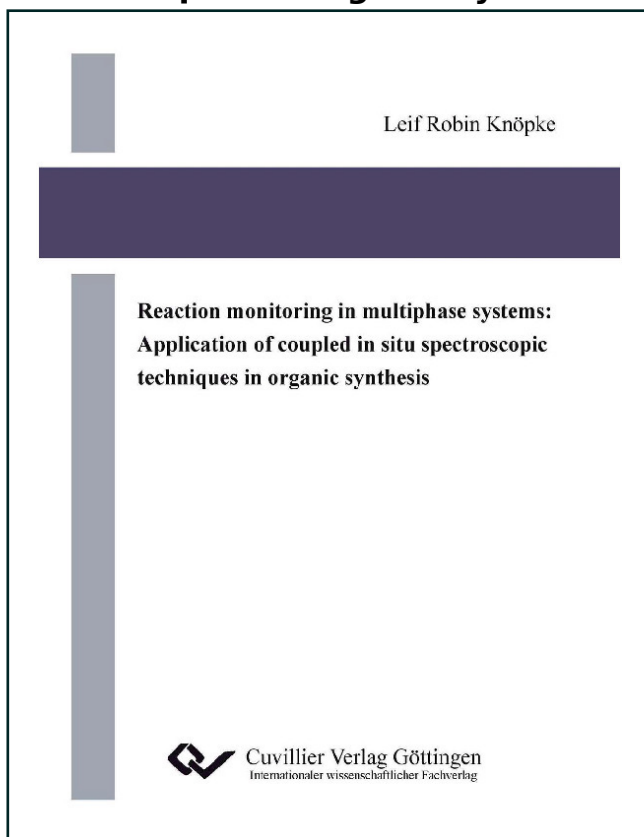 Leif Robin Knöpke
Reaction monitoring in multiphase systems:
Application of coupled in situ spectroscopic
techniques in organic synthesis
Cuvillier Verlag Göttingen
Internationaler wissenschaftlicher Fachverlag